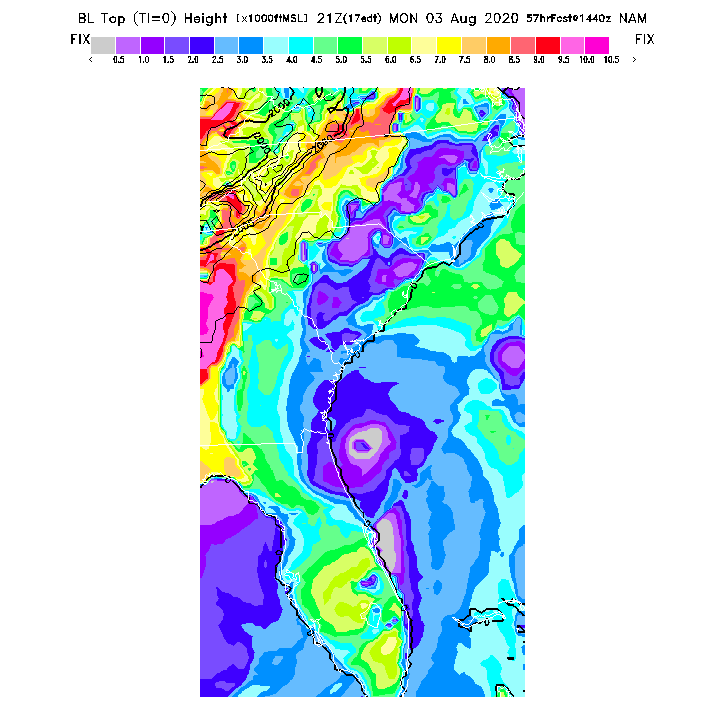 BL Top (TI=0) Height [x1000ftMSL] 21Z(17edt) MON 03 Aug 2020 57hrFcst@1440z NAM
FIX FIX
< 0.5 1.0 1.5 2.0 2.5 3.0 3.5 4.0 4.5 5.0 5.5 6.0 6.5 7.0 7.5 8.0 8.5 9.0 9.5 10.0 10.5 >
2000
2000
2000